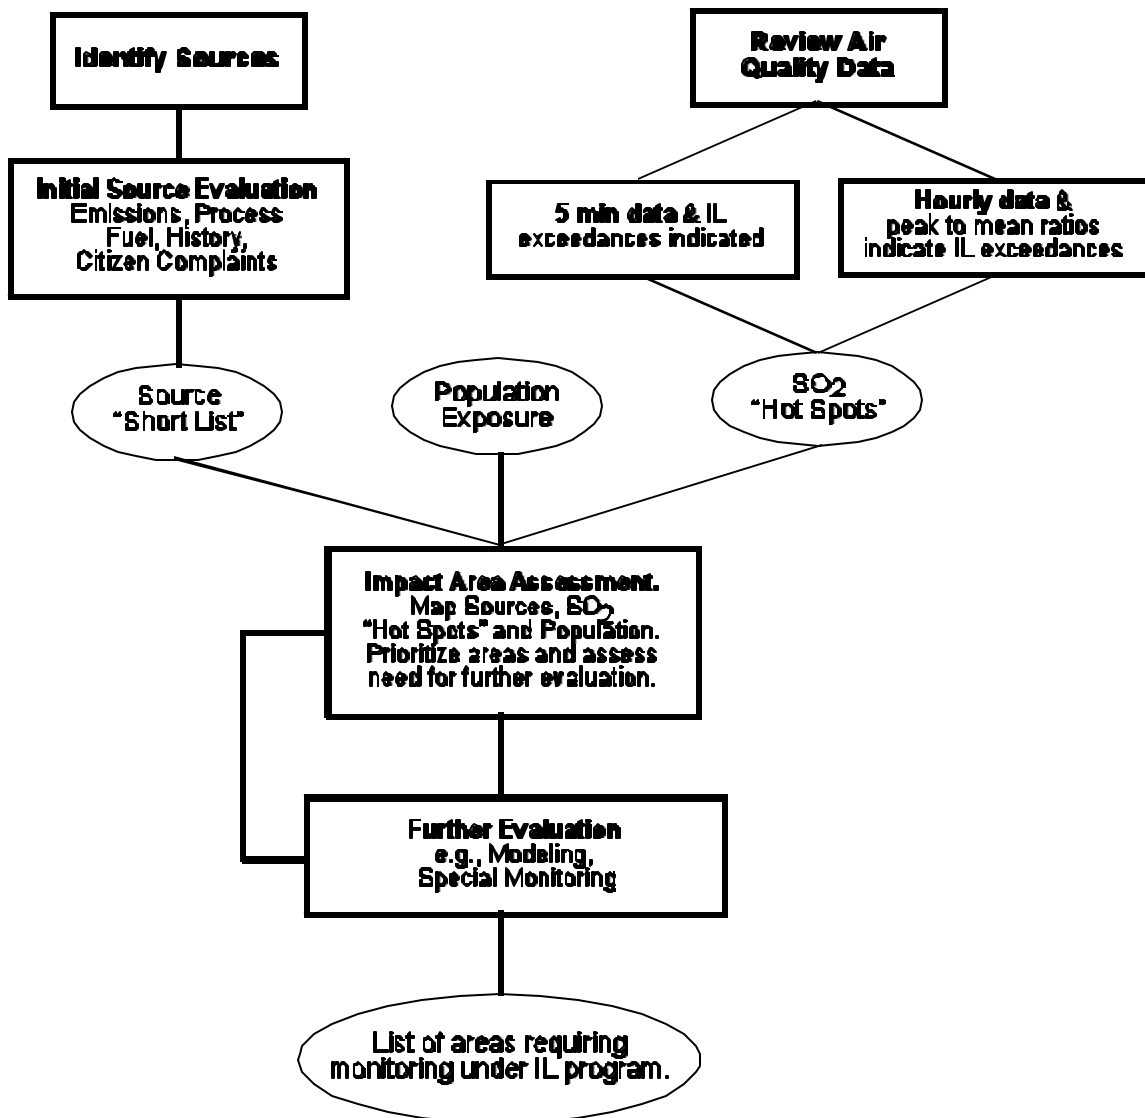 Identify Sources
Review Air
Quality Data
Initial Source Evaluation
Emissions, Process
Fuel, History,
Citizen Complaints
5 min data & IL
exceedances indicated
Hourly data &
peak to mean ratios
indicate IL exceedances
Source
“Short List”
Population
Exposure
SO2
“Hot Spots”
Impact Area Assessment.
Map Sources, SO2
“Hot Spots” and Population.
Prioritize areas and assess
need for further evaluation.
Further Evaluation
e.g., Modeling,
Special Monitoring
List of areas requiring
monitoring under IL program.